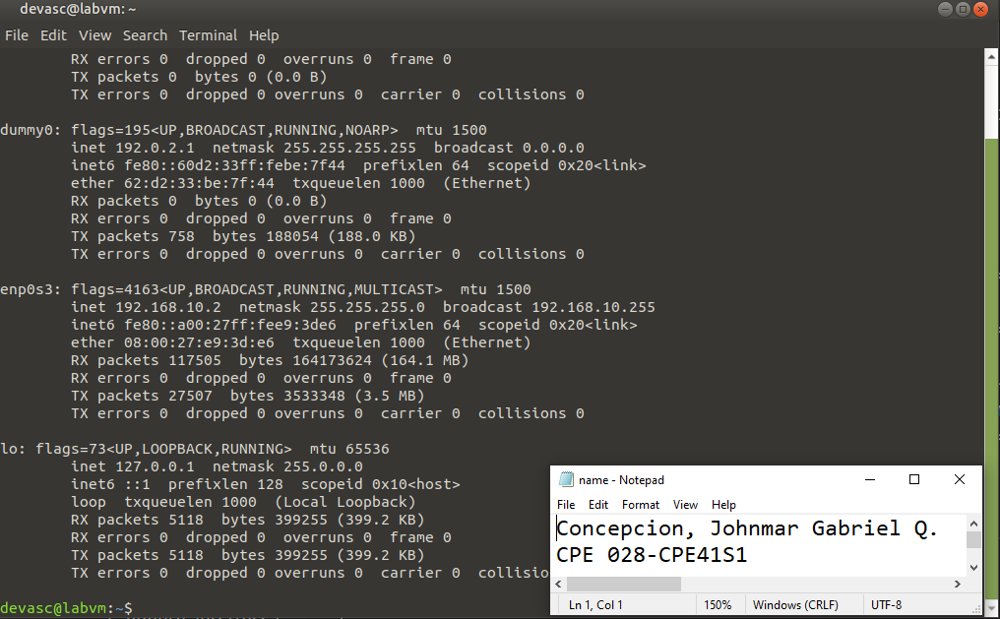 devasc@labvm: ~
File Edit View Search Terminal Help
RX errors 0  dropped 0  overruns 0  frame 0
TX packets 0  bytes 0 (0.0 B)
TX errors 0  dropped 0 overruns 0  carrier 0  collisions 0
dummy0: flags=195<UP,BROADCAST,RUNNING,NOARP>  mtu 1500
inet 192.0.2.1  netmask 255.255.255.255  broadcast 0.0.0.0
inet6 fe80::60d2:33ff:febe:7f44  prefixlen 64  scopeid 0x20<link>
ether 62:d2:33:be:7f:44  txqueuelen 1000  (Ethernet)
RX packets 0  bytes 0 (0.0 B)
RX errors 0  dropped 0  overruns 0  frame 0
TX packets 758  bytes 188054 (188.0 KB)
TX errors 0  dropped 0 overruns 0  carrier 0  collisions 0
enp0s3: flags=4163<UP,BROADCAST,RUNNING,MULTICAST>  mtu 1500
inet 192.168.10.2  netmask 255.255.255.0  broadcast 192.168.10.255
inet6 fe80::a00:27ff:fee9:3de6  prefixlen 64  scopeid 0x20<link>
ether 08:00:27:e9:3d:e6  txqueuelen 1000  (Ethernet)
RX packets 117505  bytes 164173624 (164.1 MB)
RX errors 0  dropped 0  overruns 0  frame 0
TX packets 27507  bytes 3533348 (3.5 MB)
TX errors 0  dropped 0 overruns 0  carrier 0  collisions 0
lo: flags=73<UP,LOOPBACK,RUNNING>  mtu 65536
inet 127.0.0.1  netmask 255.0.0.0
inet6 ::1  prefixlen 128  scopeid 0x10<host>
loop  txqueuelen 1000  (Local Loopback)
RX packets 5118  bytes 399255 (399.2 KB)
RX errors 0  dropped 0  overruns 0  frame 0
TX packets 5118  bytes 399255 (399.2 KB)
TX errors 0  dropped 0 overruns 0  carrier 0  collisio
devasc@labvm:~$
name - Notepad
File Edit Format View Help
Concepcion, Johnmar Gabriel Q.
CPE 028-CPE41S1
Ln 1, Col 1 150% Windows (CRLF) UTF-8